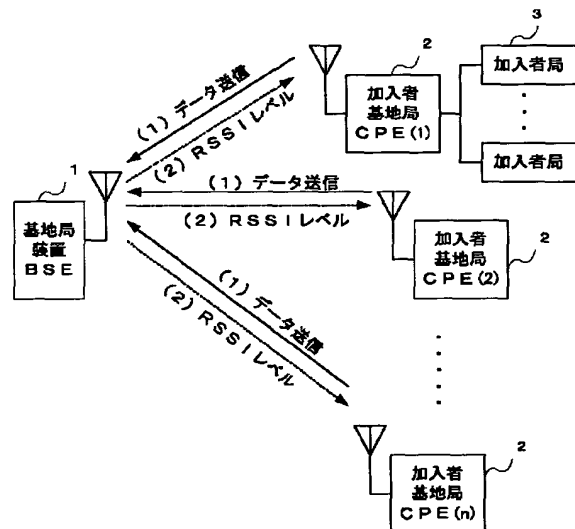 1
基地局
装置
BSE
(1) データ送信
(2) RSSIレベル
2
加入者
基地局
CPE(1)
3
加入者局
加入者局
(1) データ送信
(2) RSSIレベル
2
加入者
基地局
CPE(2)
(1) データ送信
(2) RSSIレベル
2
加入者
基地局
CPE(n)